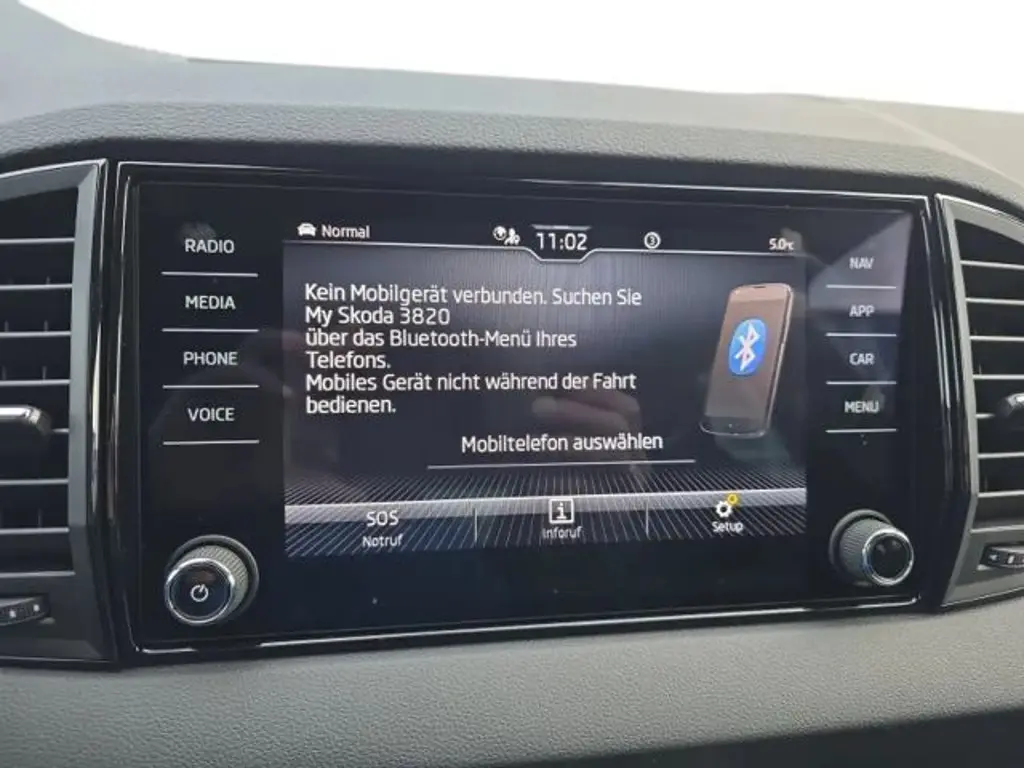 Normal
11:02
3
5.0°C
RADIO
MEDIA
PHONE
VOICE
Kein Mobilgerät verbunden. Suchen Sie
My Skoda 3820
über das Bluetooth-Menü Ihres
Telefons.
Mobiles Gerät nicht während der Fahrt
bedienen.
Mobiltelefon auswählen
SOS
Notruf
i
Inforuf
Setup
NAV
APP
CAR
MENU